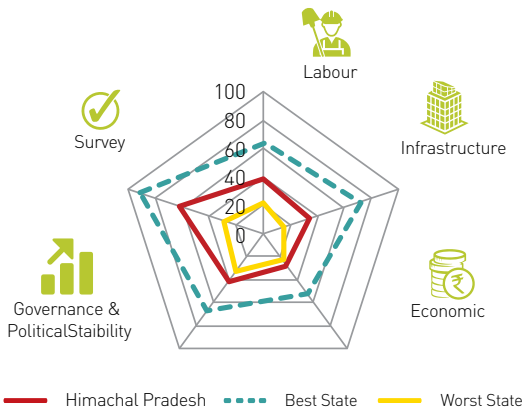 Labour
100
80
60
40
20
0
Survey
Infrastructure
Governance &
PoliticalStaibility
Economic
Himachal Pradesh
Best State
Worst State